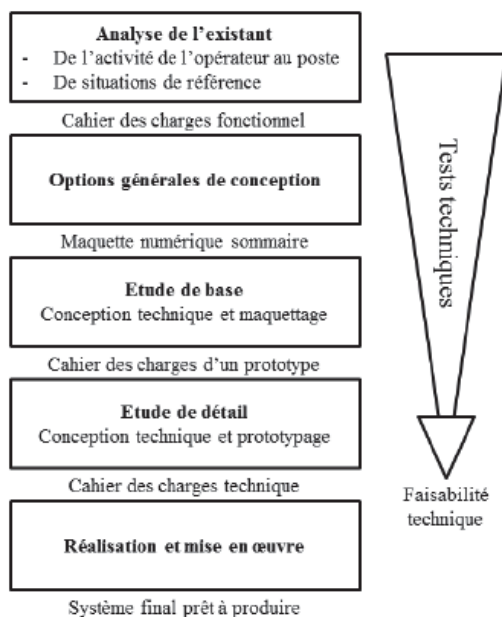 Analyse de l’existant
- De l’activité de l’opérateur au poste
- De situations de référence
Cahier des charges fonctionnel
Options générales de conception
Maquette numérique sommaire
Etude de base
Conception technique et maquettage
Cahier des charges d’un prototype
Etude de détail
Conception technique et prototypage
Cahier des charges technique
Réalisation et mise en œuvre
Système final prêt à produire
Tests techniques
Faisabilité
technique